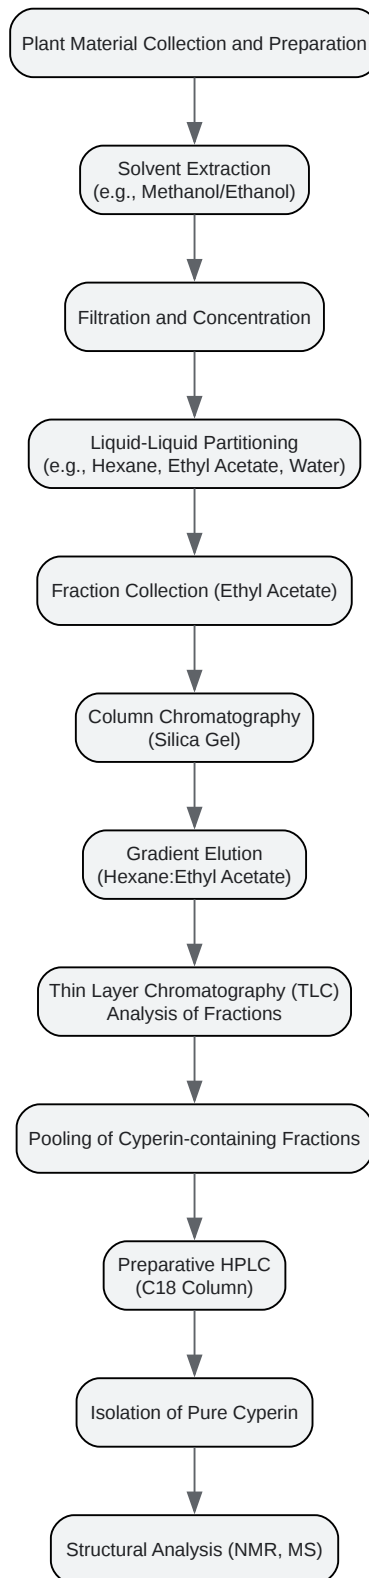 Plant Material Collection and Preparation
Solvent Extraction
(e.g., Methanol/Ethanol)
Filtration and Concentration
Liquid-Liquid Partitioning
(e.g., Hexane, Ethyl Acetate, Water)
Fraction Collection (Ethyl Acetate)
Column Chromatography
(Silica Gel)
Gradient Elution
(Hexane:Ethyl Acetate)
Thin Layer Chromatography (TLC)
Analysis of Fractions
Pooling of Cyperin-containing Fractions
Preparative HPLC
(C18 Column)
Isolation of Pure Cyperin
Structural Analysis (NMR, MS)